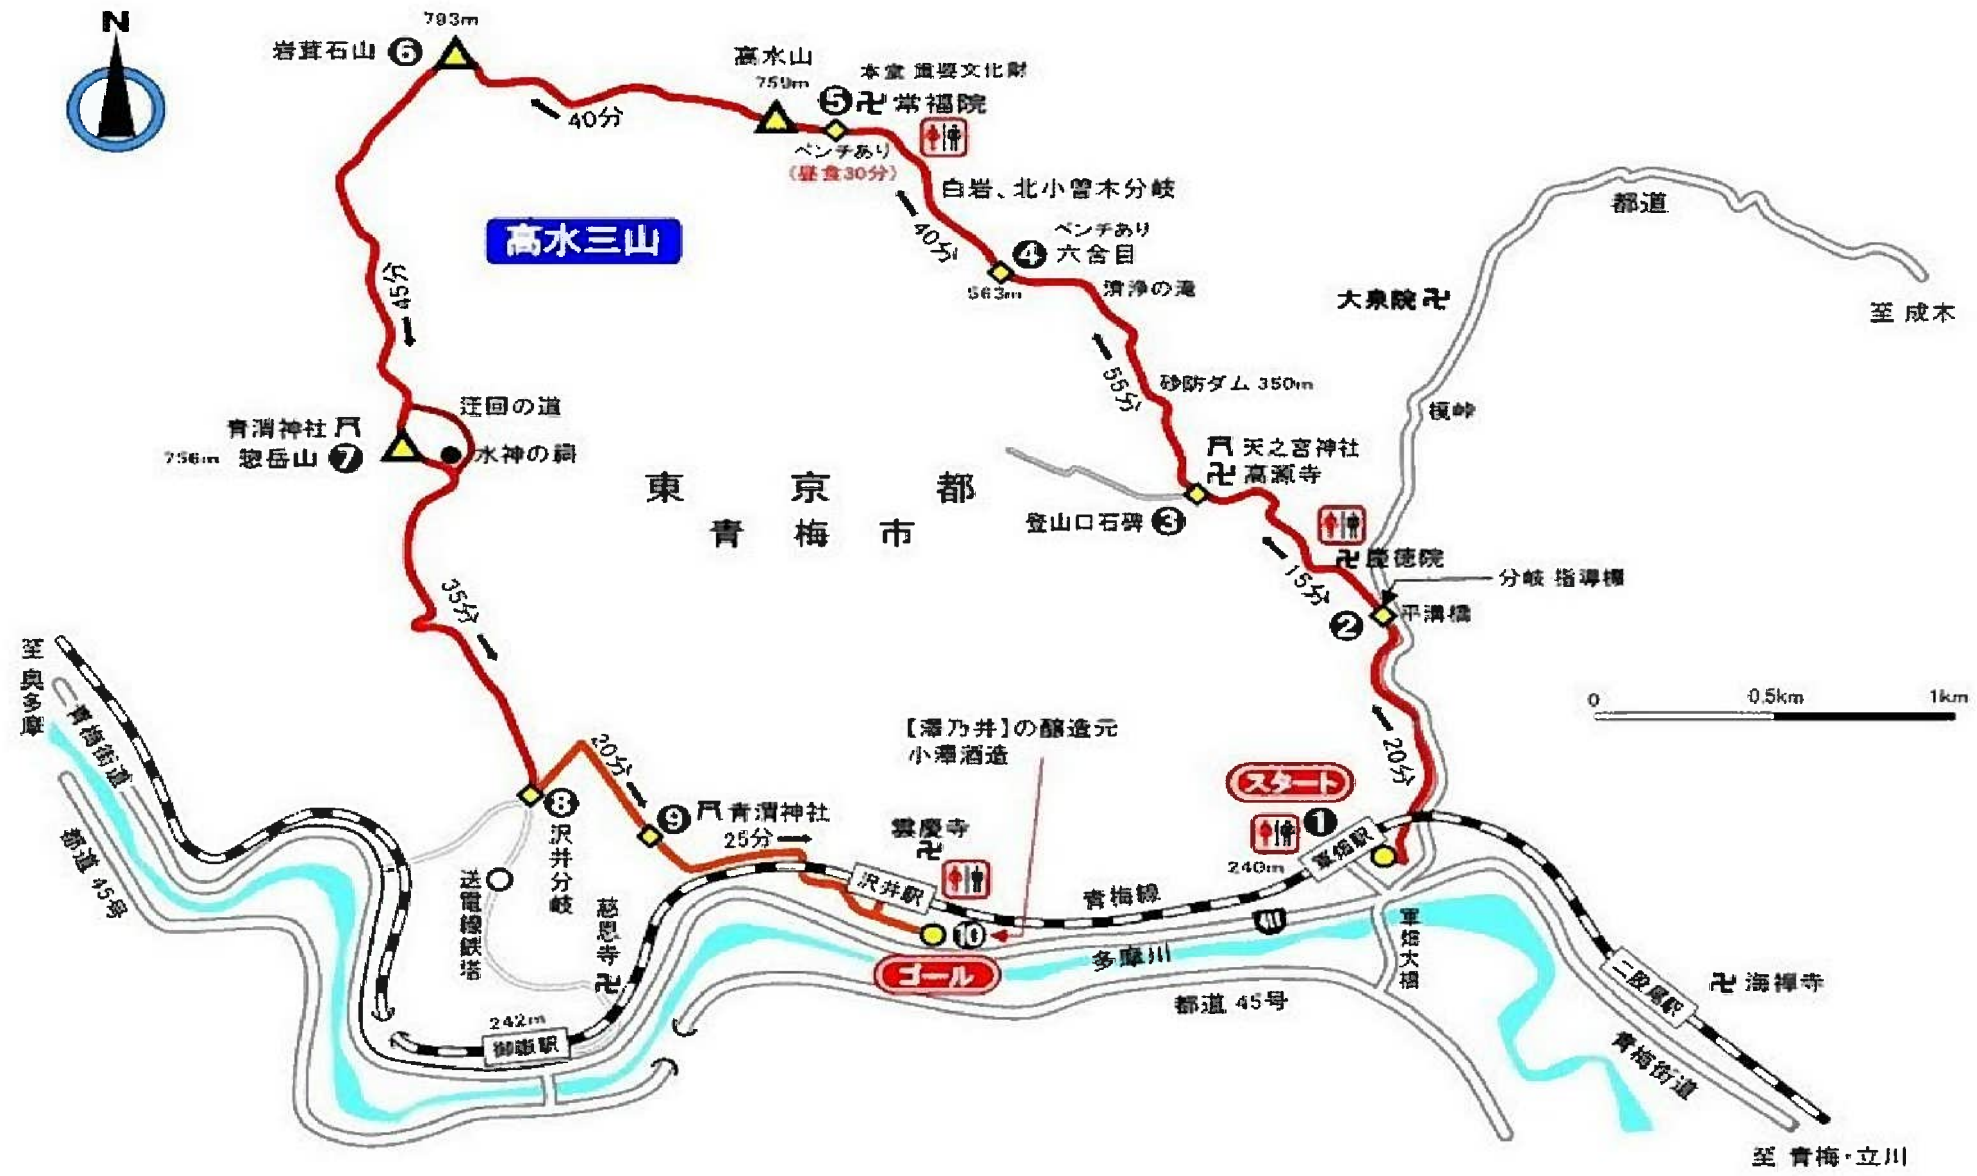 N
793m
岩茸石山 6
高水山
759m
本堂 重要文化財
5 卍 常福院
ベンチあり
(昼食30分)
40分
白岩、北小曽木分岐
40分
ベンチあり
4 六合目
563m
清浄の滝
都道
至 成木
大泉院 卍
高水三山
45分
55分
砂防ダム 350m
榎峠
迂回の道
青渭神社
756m 惣岳山 7
水神の祠
天之宮神社
卍 高源寺
登山口石碑 3
東京都
青梅市
卍 慶徳院
分岐 指導標
15分
2 平溝橋
35分
至 奥多摩
青梅街道
都道 45号
0 0.5km 1km
20分
【澤乃井】の醸造元
小澤酒造
スタート
1
240m
軍畑駅
20分
8
沢井分岐
9 青渭神社
25分
雲慶寺
卍
沢井駅
10
ゴール
送電線鉄塔
慈恩寺
卍
青梅線
411
多摩川
軍畑大橋
都道 45号
242m
御嶽駅
二俣尾駅
卍 海禅寺
青梅街道
至 青梅・立川